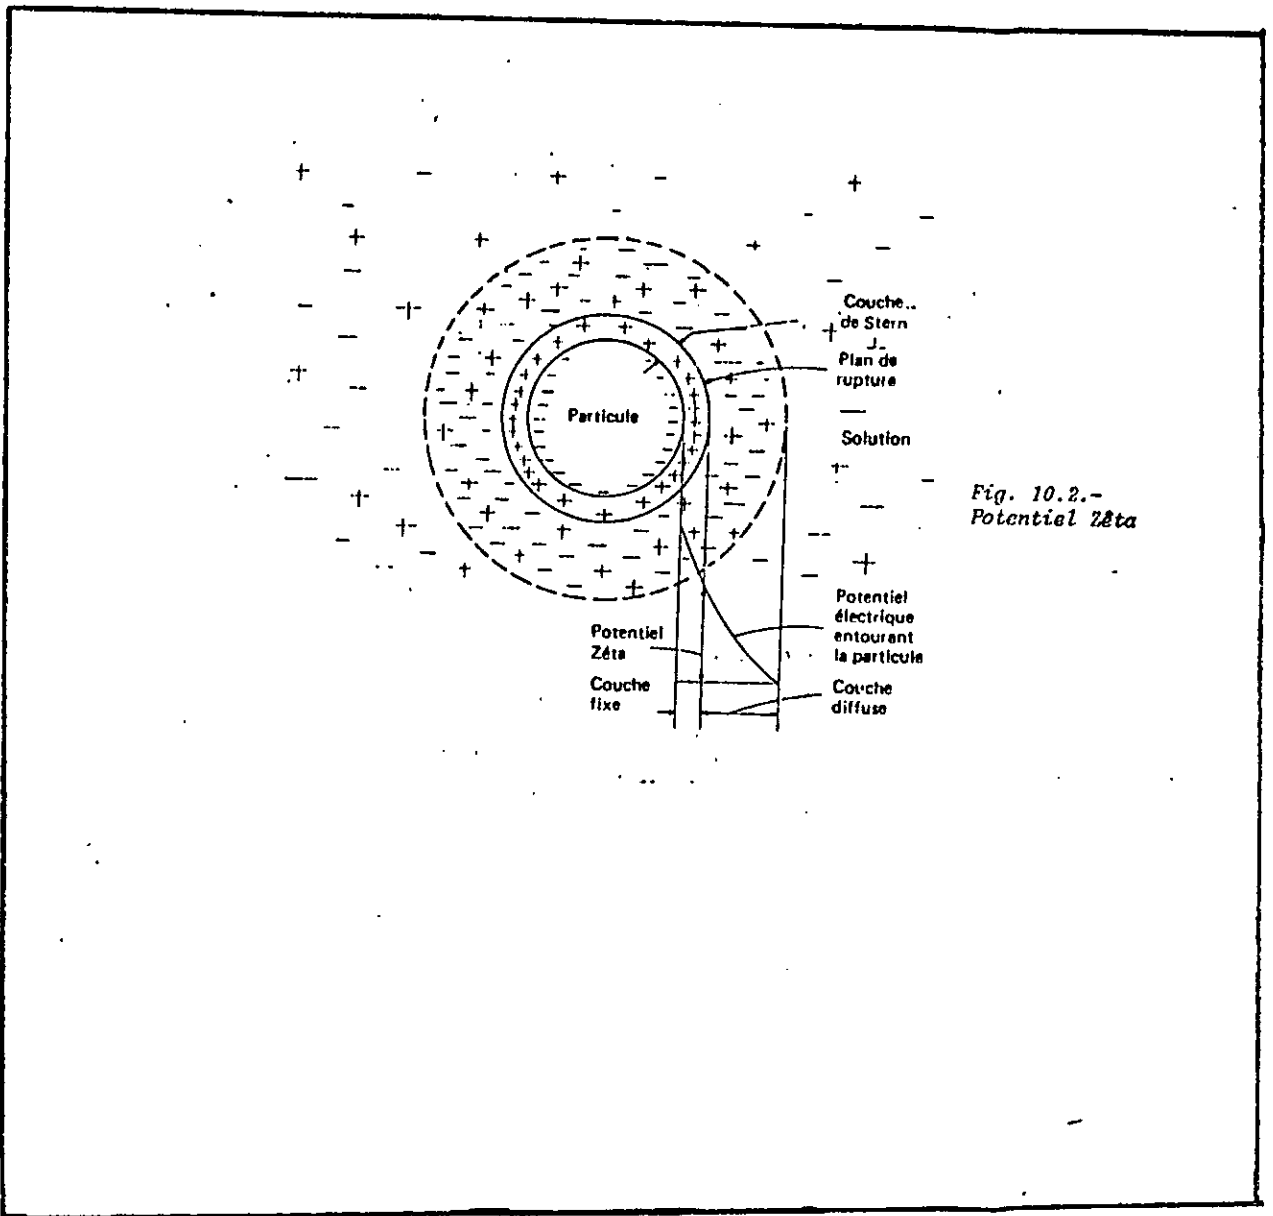 Couche
de Stern
Plan de
rupture
Particule
Solution
Fig. 10.2.-
Potentiel Zêta
Potentiel
électrique
entourant
la particule
Potentiel
Zéta
Couche
fixe
Couche
diffuse